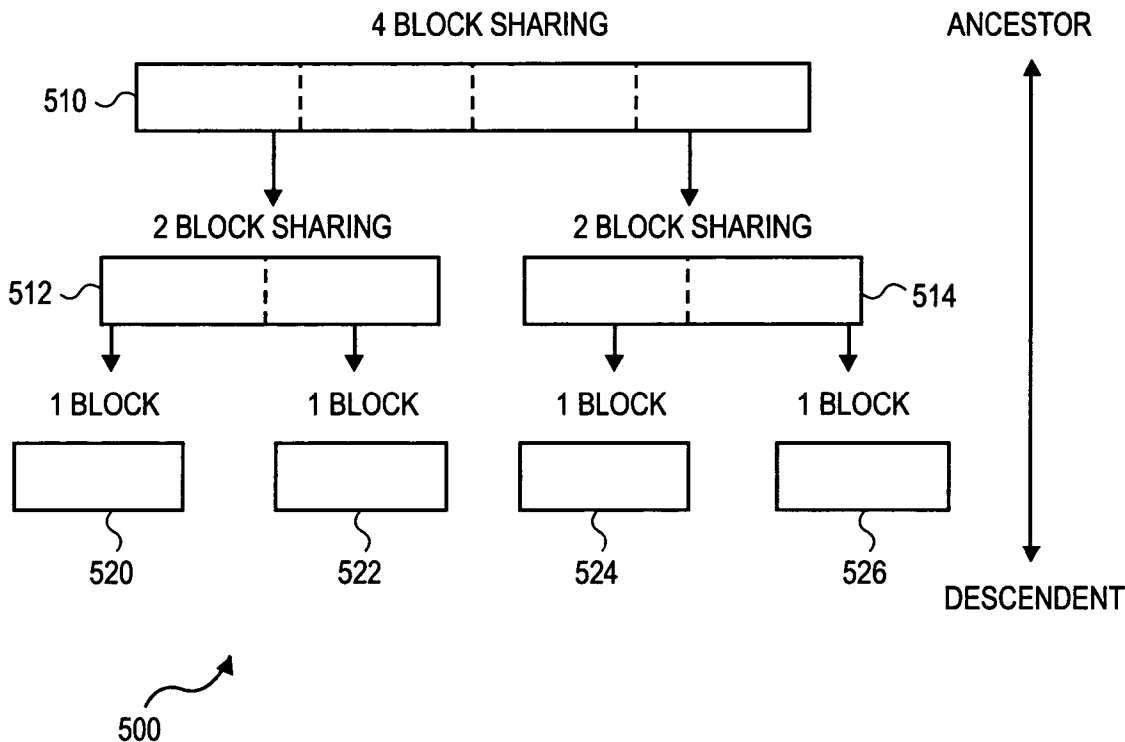 4 BLOCK SHARING
ANCESTOR
510
2 BLOCK SHARING
2 BLOCK SHARING
512
514
1 BLOCK
1 BLOCK
1 BLOCK
1 BLOCK
520
522
524
526
DESCENDENT
500